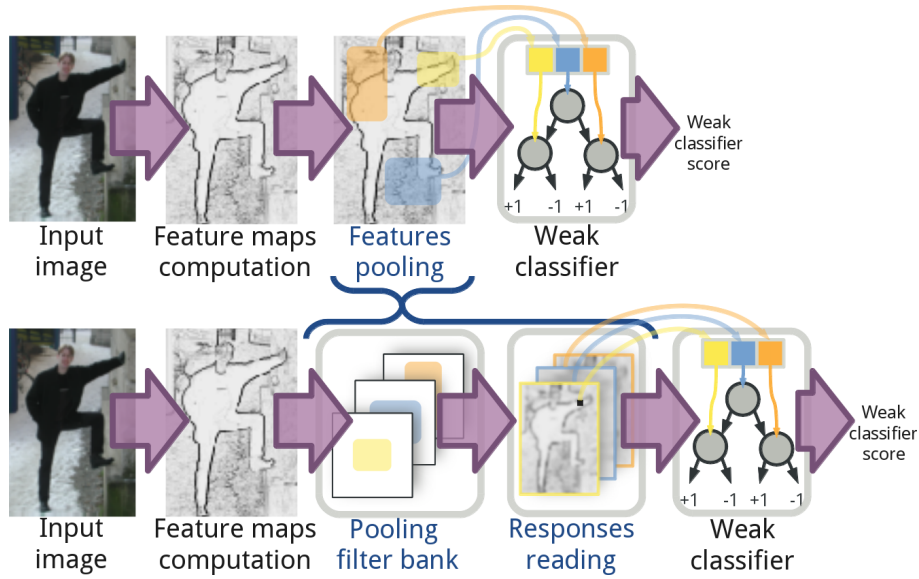 Weak
classifier
score
+1 -1 +1 -1
Input
image
Feature maps
computation
Features
pooling
Weak
classifier
Weak
classifier
score
+1 -1 +1 -1
Input
image
Feature maps
computation
Pooling
filter bank
Responses
reading
Weak
classifier